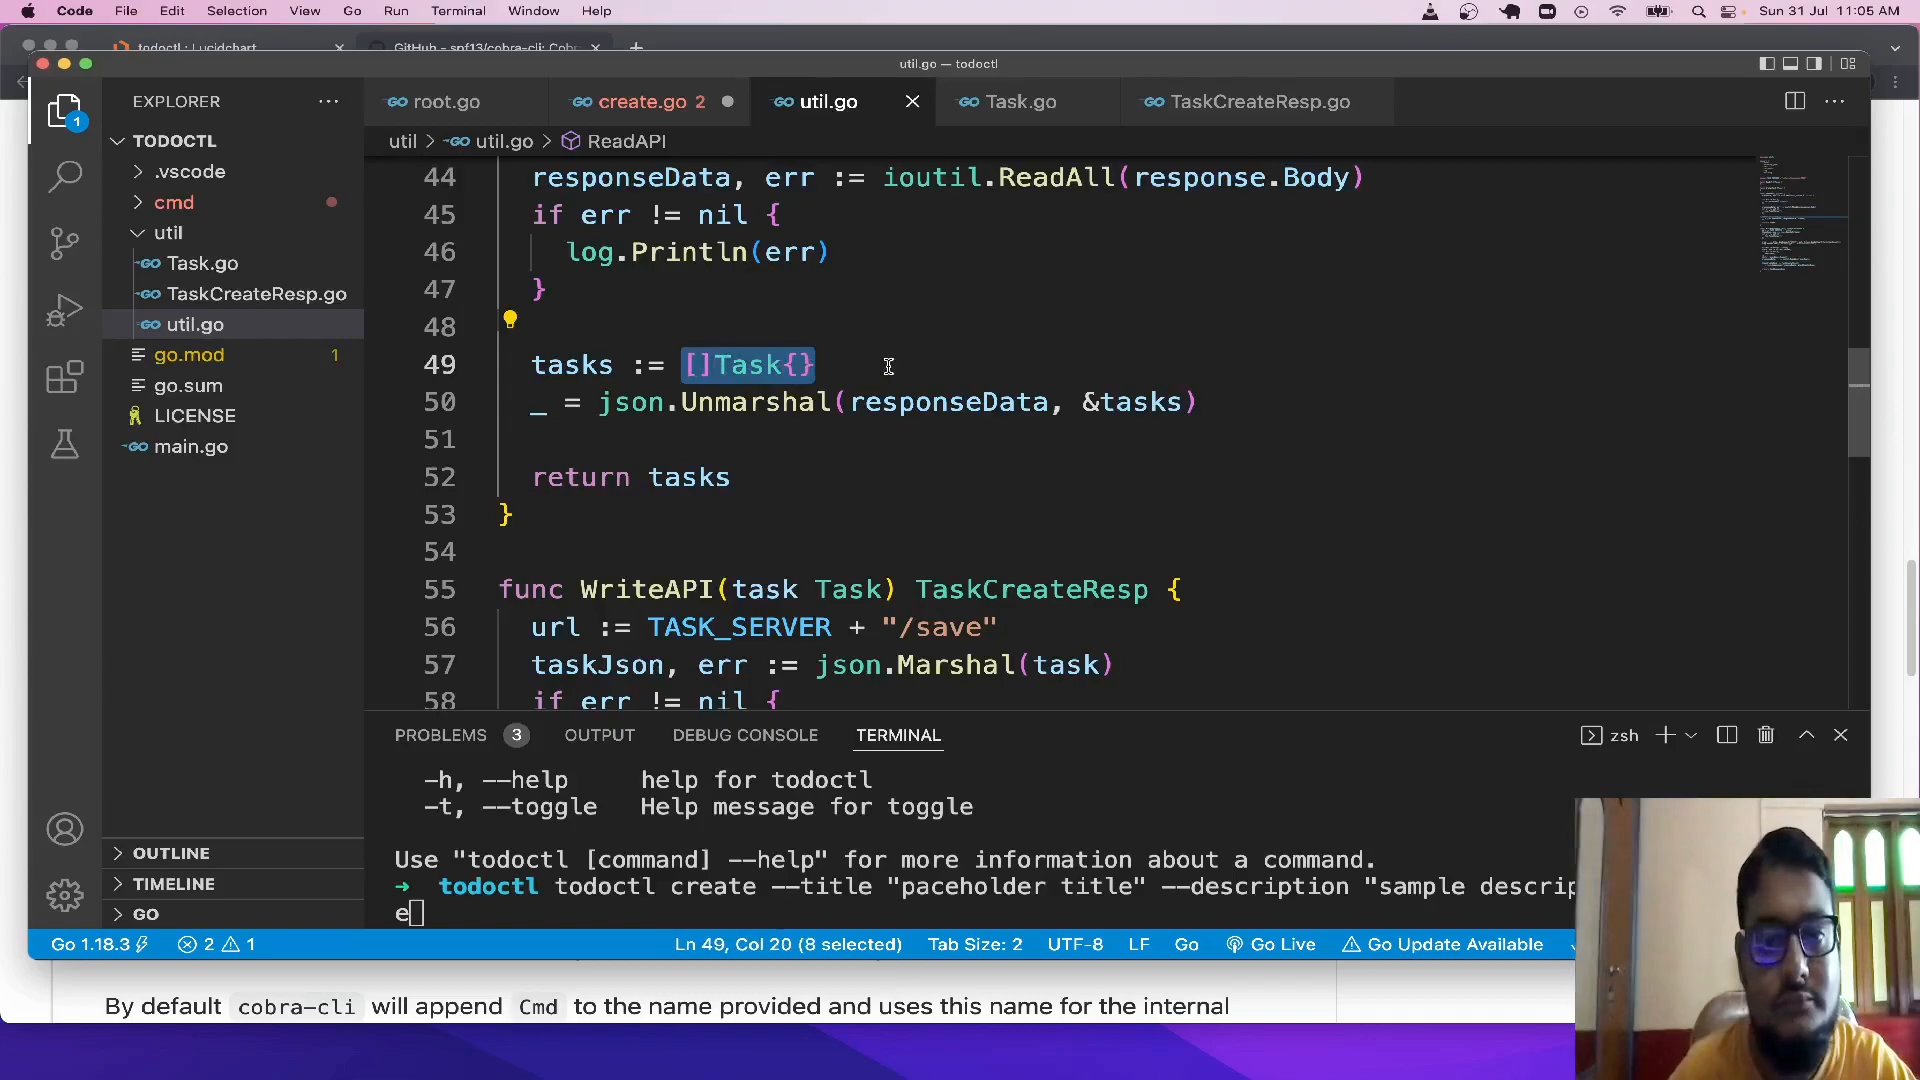 Code File Edit Selection View Go Run Terminal Window Help Sun 31 Jul 11:05 AM
todoctl : Lucidchart GitHub - spf13/cobra-cli: Cobr
util.go — todoctl
EXPLORER
root.go create.go 2 util.go Task.go TaskCreateResp.go
TODOCTL
util > util.go > ReadAPI
.vscode
cmd
util
Task.go
TaskCreateResp.go
util.go
go.mod 1
go.sum
LICENSE
main.go
OUTLINE
TIMELINE
GO
1
44 responseData, err := ioutil.ReadAll(response.Body)
45 if err != nil {
46 log.Println(err)
47 }
48
49 tasks := []Task{}
50 _ = json.Unmarshal(responseData, &tasks)
51
52 return tasks
53 }
54
55 func WriteAPI(task Task) TaskCreateResp {
56 url := TASK_SERVER + "/save"
57 taskJson, err := json.Marshal(task)
58 if err != nil {
PROBLEMS 3 OUTPUT DEBUG CONSOLE TERMINAL zsh
-h, --help help for todoctl
-t, --toggle Help message for toggle
Use "todoctl [command] --help" for more information about a command.
➜ todoctl todoctl create --title "paceholder title" --description "sample descrip
e
Go 1.18.3 2 1 Ln 49, Col 20 (8 selected) Tab Size: 2 UTF-8 LF Go Go Live Go Update Available
By default cobra-cli will append Cmd to the name provided and uses this name for the internal